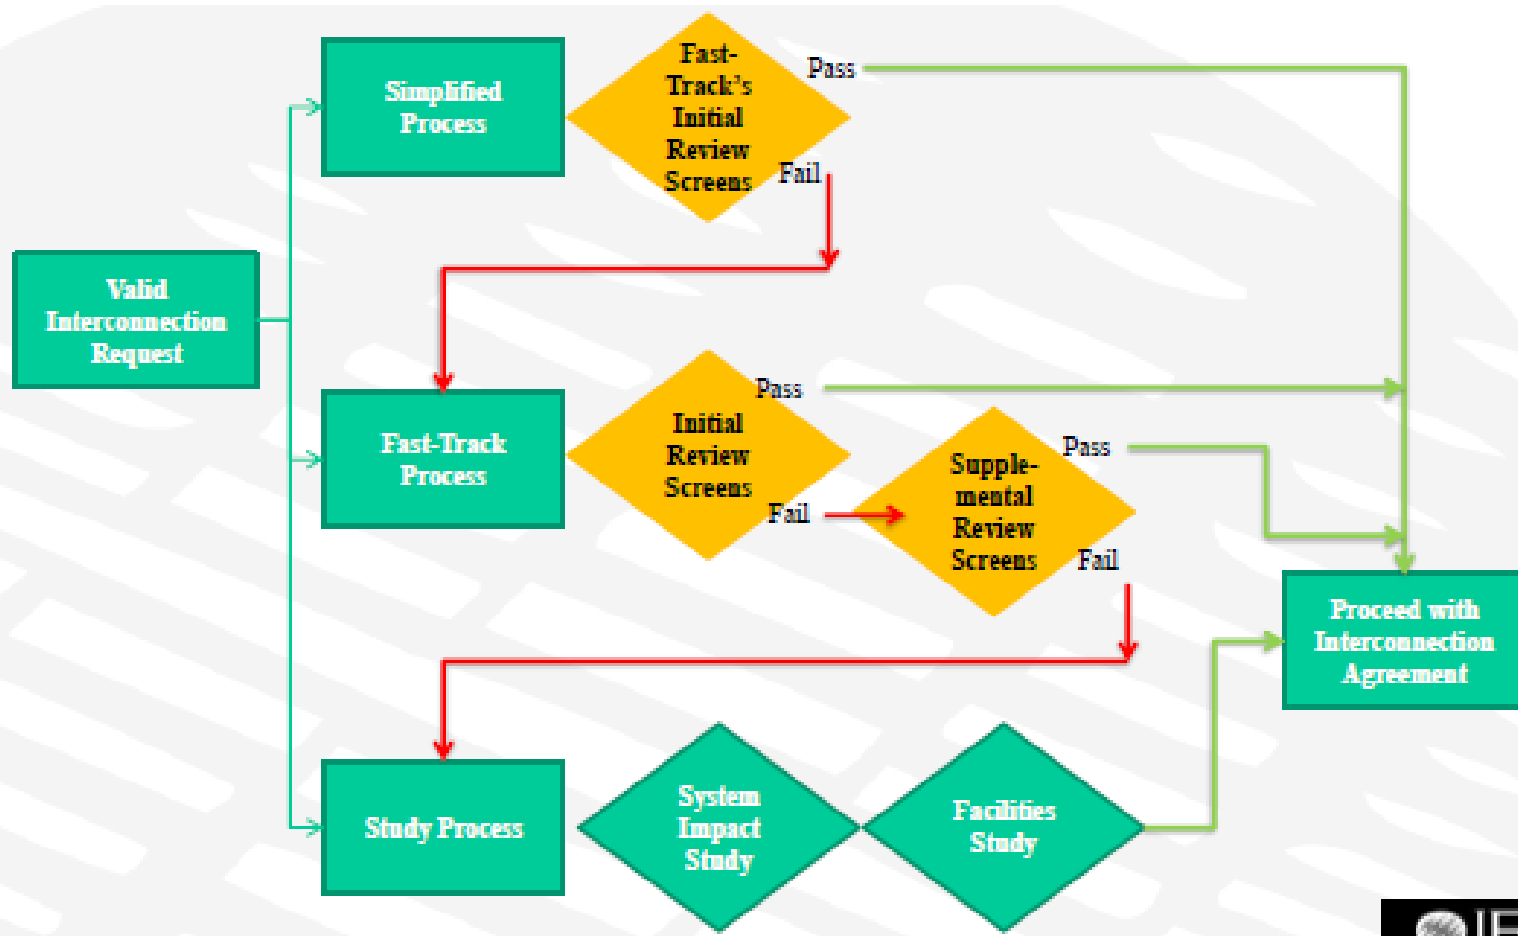 Simplified
Process
Fast-
Track's
Initial
Review
Screens
Pass
Fail
Valid
Interconnection
Request
Fast-Track
Process
Initial
Review
Screens
Pass
Fail
Supple-
mental
Review
Screens
Pass
Fail
Proceed with
Interconnection
Agreement
Study Process
System
Impact
Study
Facilities
Study